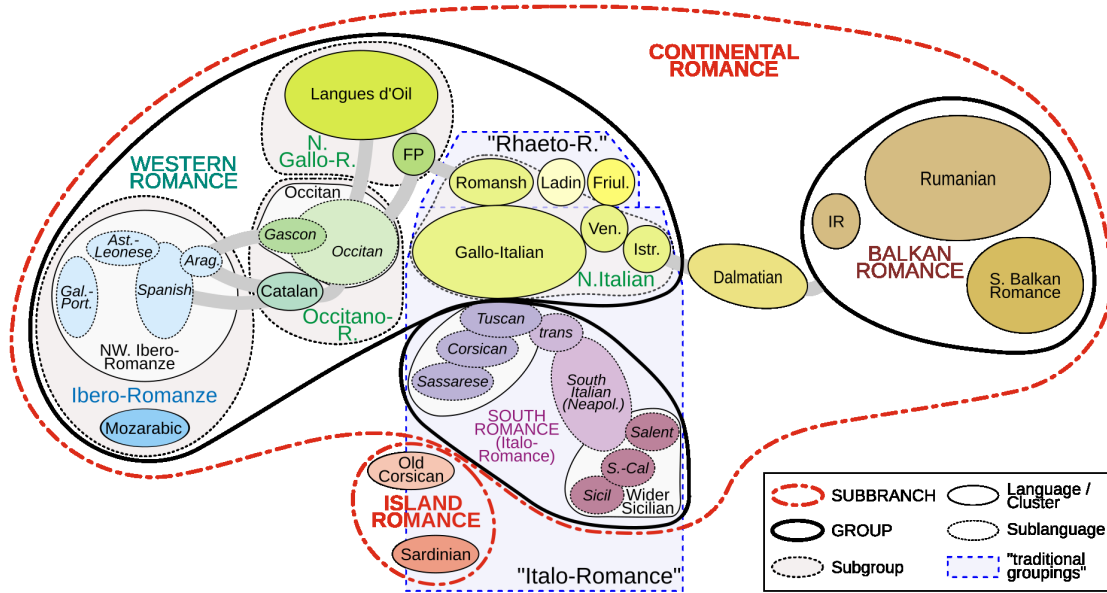 CONTINENTAL
ROMANCE
Langues d'Oil
N.
Gallo-R.
FP
"Rhaeto-R."
WESTERN
ROMANCE
Occitan
Romansh
Ladin
Friul.
Rumanian
IR
Gascon
Occitan
Ast.-
Leonese
Arag.
Ven.
Istr.
Gallo-Italian
BALKAN
ROMANCE
Gal.-
Port.
Spanish
Catalan
N.Italian
Dalmatian
S. Balkan
Romance
Occitano-
R.
NW. Ibero-
Romanze
Tuscan
trans
Corsican
Sassarese
Ibero-Romanze
South
Italian
(Neapol.)
Mozarabic
SOUTH
ROMANCE
(Italo-
Romance)
Salent
S.-Cal
Sicil
Wider
Sicilian
Old
Corsican
ISLAND
ROMANCE
Sardinian
"Italo-Romance"
SUBBRANCH
Language /
Cluster
GROUP
Sublanguage
Subgroup
"traditional
groupings"